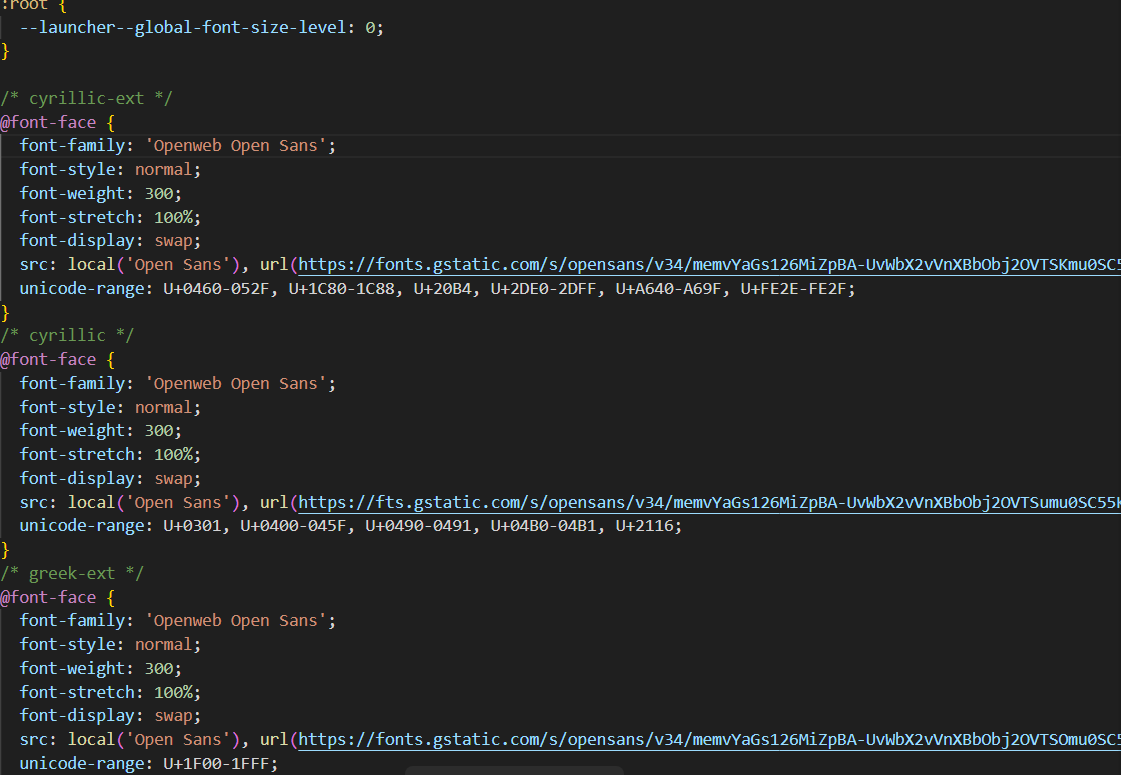 :root {
--launcher--global-font-size-level: 0;
}
/* cyrillic-ext */
@font-face {
font-family: 'Openweb Open Sans';
font-style: normal;
font-weight: 300;
font-stretch: 100%;
font-display: swap;
src: local('Open Sans'), url(https://fonts.gstatic.com/s/opensans/v34/memvYaGs126MiZpBA-UvWbX2vVnXBbObj2OVTSKmu0SC5
unicode-range: U+0460-052F, U+1C80-1C88, U+20B4, U+2DE0-2DFF, U+A640-A69F, U+FE2E-FE2F;
}
/* cyrillic */
@font-face {
font-family: 'Openweb Open Sans';
font-style: normal;
font-weight: 300;
font-stretch: 100%;
font-display: swap;
src: local('Open Sans'), url(https://fts.gstatic.com/s/opensans/v34/memvYaGs126MiZpBA-UvWbX2vVnXBbObj2OVTSumu0SC55K
unicode-range: U+0301, U+0400-045F, U+0490-0491, U+04B0-04B1, U+2116;
}
/* greek-ext */
@font-face {
font-family: 'Openweb Open Sans';
font-style: normal;
font-weight: 300;
font-stretch: 100%;
font-display: swap;
src: local('Open Sans'), url(https://fonts.gstatic.com/s/opensans/v34/memvYaGs126MiZpBA-UvWbX2vVnXBbObj2OVTSOmu0SC5
unicode-range: U+1F00-1FFF;